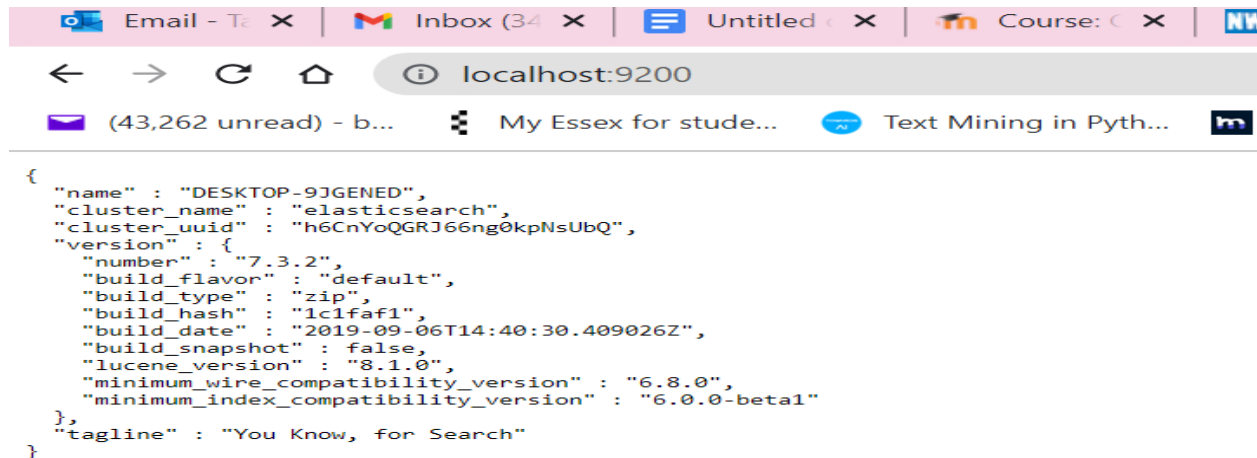 Email - Ta
Inbox (34
Untitled
Course: C
NW
localhost:9200
(43,262 unread) - b...
My Essex for stude...
Text Mining in Pyth...
{
"name" : "DESKTOP-9JGENED",
"cluster_name" : "elasticsearch",
"cluster_uuid" : "h6CnYoQGRJ66ng0kpNsUbQ",
"version" : {
"number" : "7.3.2",
"build_flavor" : "default",
"build_type" : "zip",
"build_hash" : "1c1faf1",
"build_date" : "2019-09-06T14:40:30.409026Z",
"build_snapshot" : false,
"lucene_version" : "8.1.0",
"minimum_wire_compatibility_version" : "6.8.0",
"minimum_index_compatibility_version" : "6.0.0-beta1"
},
"tagline" : "You Know, for Search"
}